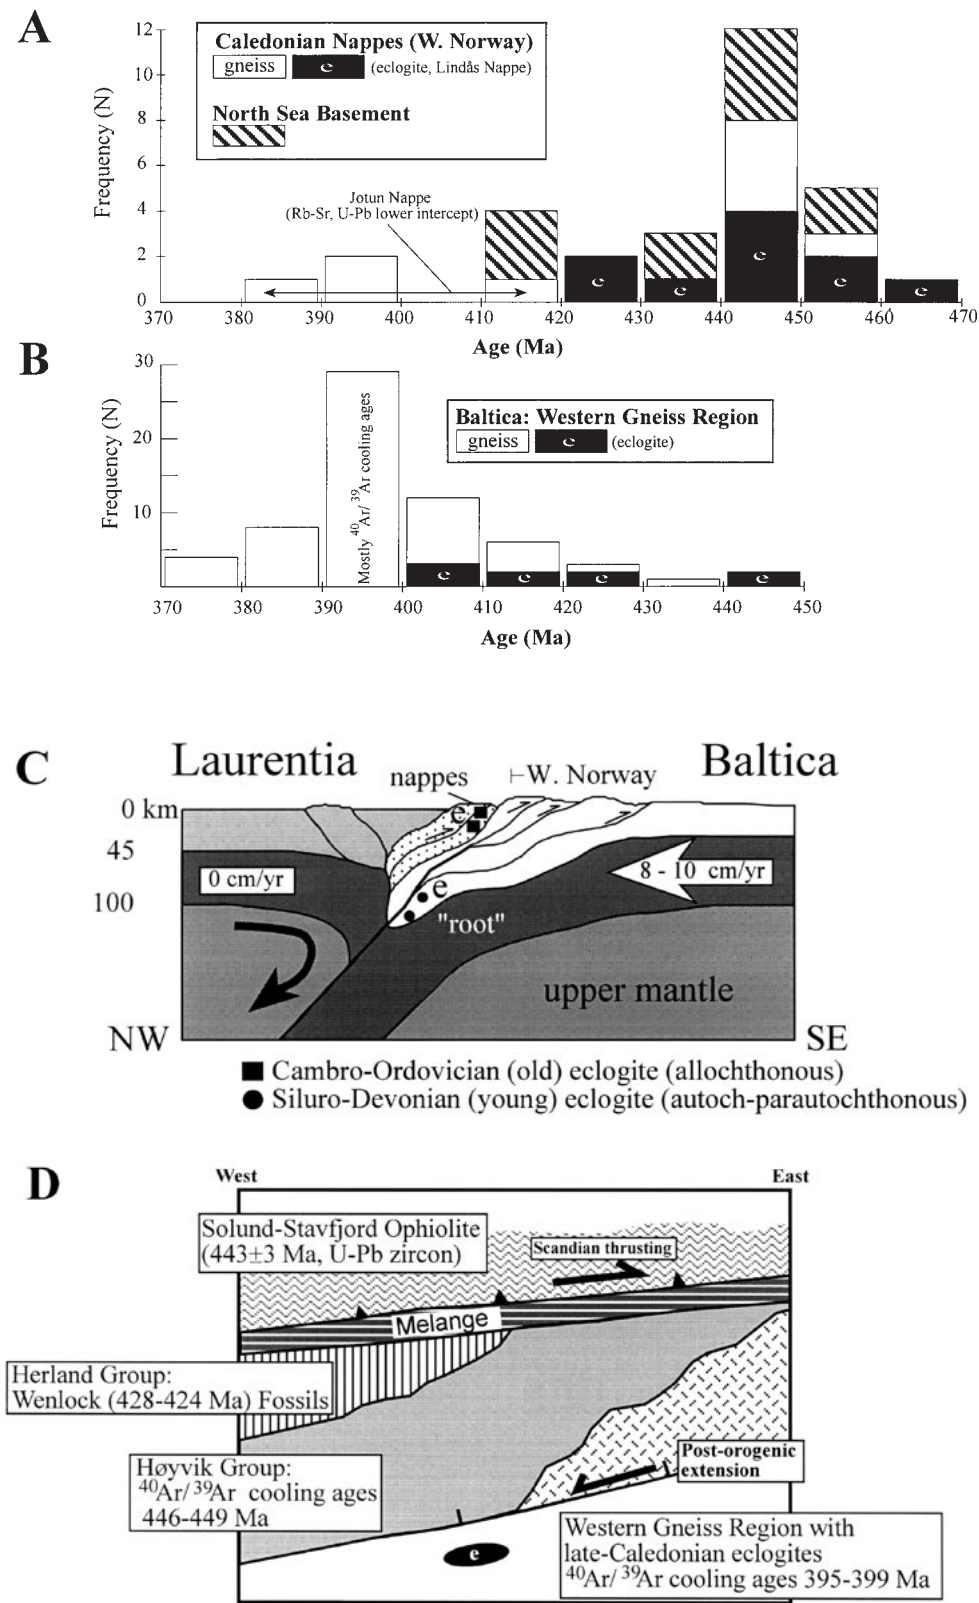 A
12
10
8
6
4
2
0
Frequency (N)
Caledonian Nappes (W. Norway)
gneiss e (eclogite, Lindås Nappe)
North Sea Basement
Jotun Nappe
(Rb-Sr, U-Pb lower intercept)
e e e e e
370 380 390 400 410 420 430 440 450 460 470
Age (Ma)
B
30
20
10
Frequency (N)
Mostly 40Ar/ 39Ar cooling ages
Baltica: Western Gneiss Region
gneiss e (eclogite)
e e e e
370 380 390 400 410 420 430 440 450
Age (Ma)
C
Laurentia Baltica
nappes W. Norway
0 km
45
100
e
0 cm/yr
8 - 10 cm/yr
e
"root"
upper mantle
NW SE
Cambro-Ordovician (old) eclogite (allochthonous)
Siluro-Devonian (young) eclogite (autoch-parautochthonous)
D
West East
Solund-Stavfjord Ophiolite
(443±3 Ma, U-Pb zircon)
Scandian thrusting
Melange
Herland Group:
Wenlock (428-424 Ma) Fossils
Høyvik Group:
40Ar/ 39Ar cooling ages
446-449 Ma
Post-orogenic
extension
e
Western Gneiss Region with
late-Caledonian eclogites
40Ar/ 39Ar cooling ages 395-399 Ma